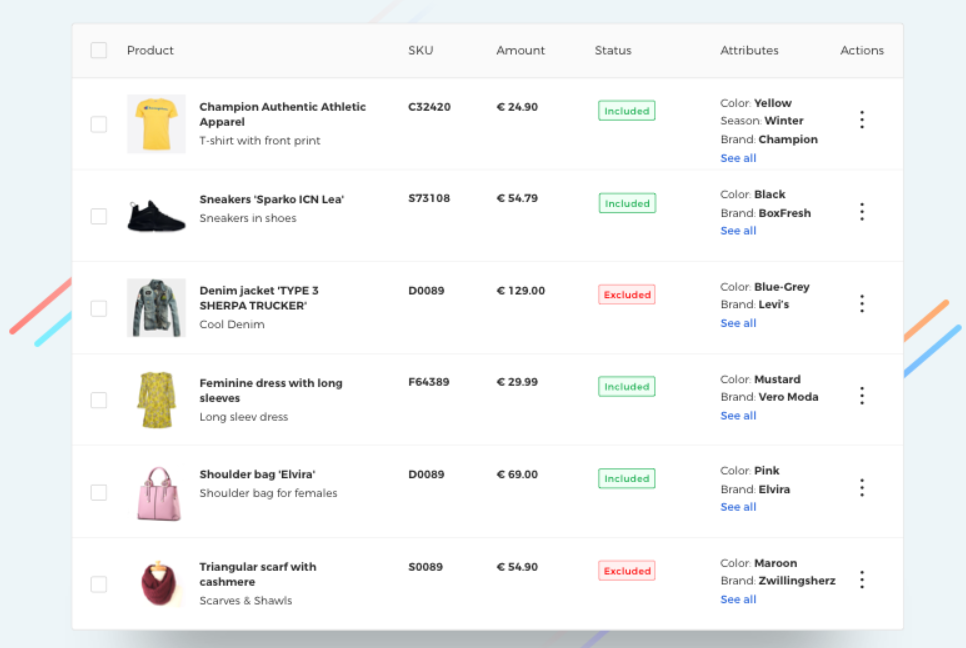 Product SKU Amount Status Attributes Actions
Champion Authentic Athletic
Apparel
T-shirt with front print
C32420
€ 24.90
Included
Color: Yellow
Season: Winter
Brand: Champion
See all
Sneakers 'Sparko ICN Lea'
Sneakers in shoes
S73108
€ 54.79
Included
Color: Black
Brand: BoxFresh
See all
Denim jacket 'TYPE 3
SHERPA TRUCKER'
Cool Denim
D0089
€ 129.00
Excluded
Color: Blue-Grey
Brand: Levi's
See all
Feminine dress with long
sleeves
Long sleev dress
F64389
€ 29.99
Included
Color: Mustard
Brand: Vero Moda
See all
Shoulder bag 'Elvira'
Shoulder bag for females
D0089
€ 69.00
Included
Color: Pink
Brand: Elvira
See all
Triangular scarf with
cashmere
Scarves & Shawls
S0089
€ 54.90
Excluded
Color: Maroon
Brand: Zwillingsherz
See all